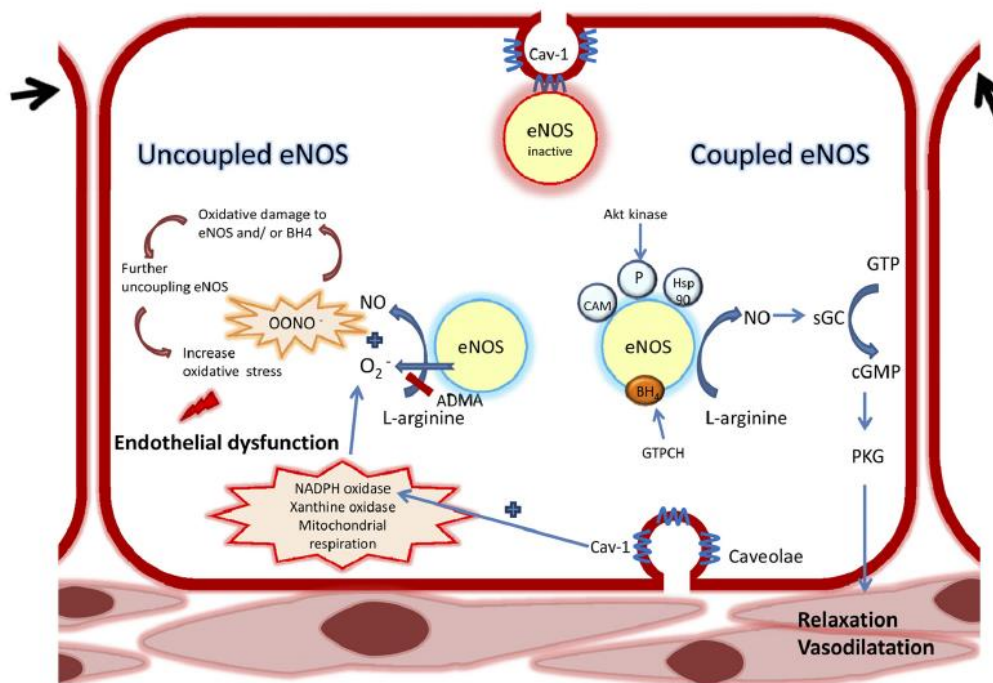 Cav-1
eNOS
inactive
Uncoupled eNOS
Coupled eNOS
Oxidative damage to
eNOS and/ or BH4
Further
uncoupling eNOS
OONO -
Increase
oxidative stress
Endothelial dysfunction
NO
O2-
eNOS
ADMA
L-arginine
NADPH oxidase
Xanthine oxidase
Mitochondrial
respiration
Akt kinase
P
CAM
Hsp
90
eNOS
BH4
GTPCH
L-arginine
NO
sGC
GTP
cGMP
PKG
Cav-1
Caveolae
Relaxation
Vasodilatation